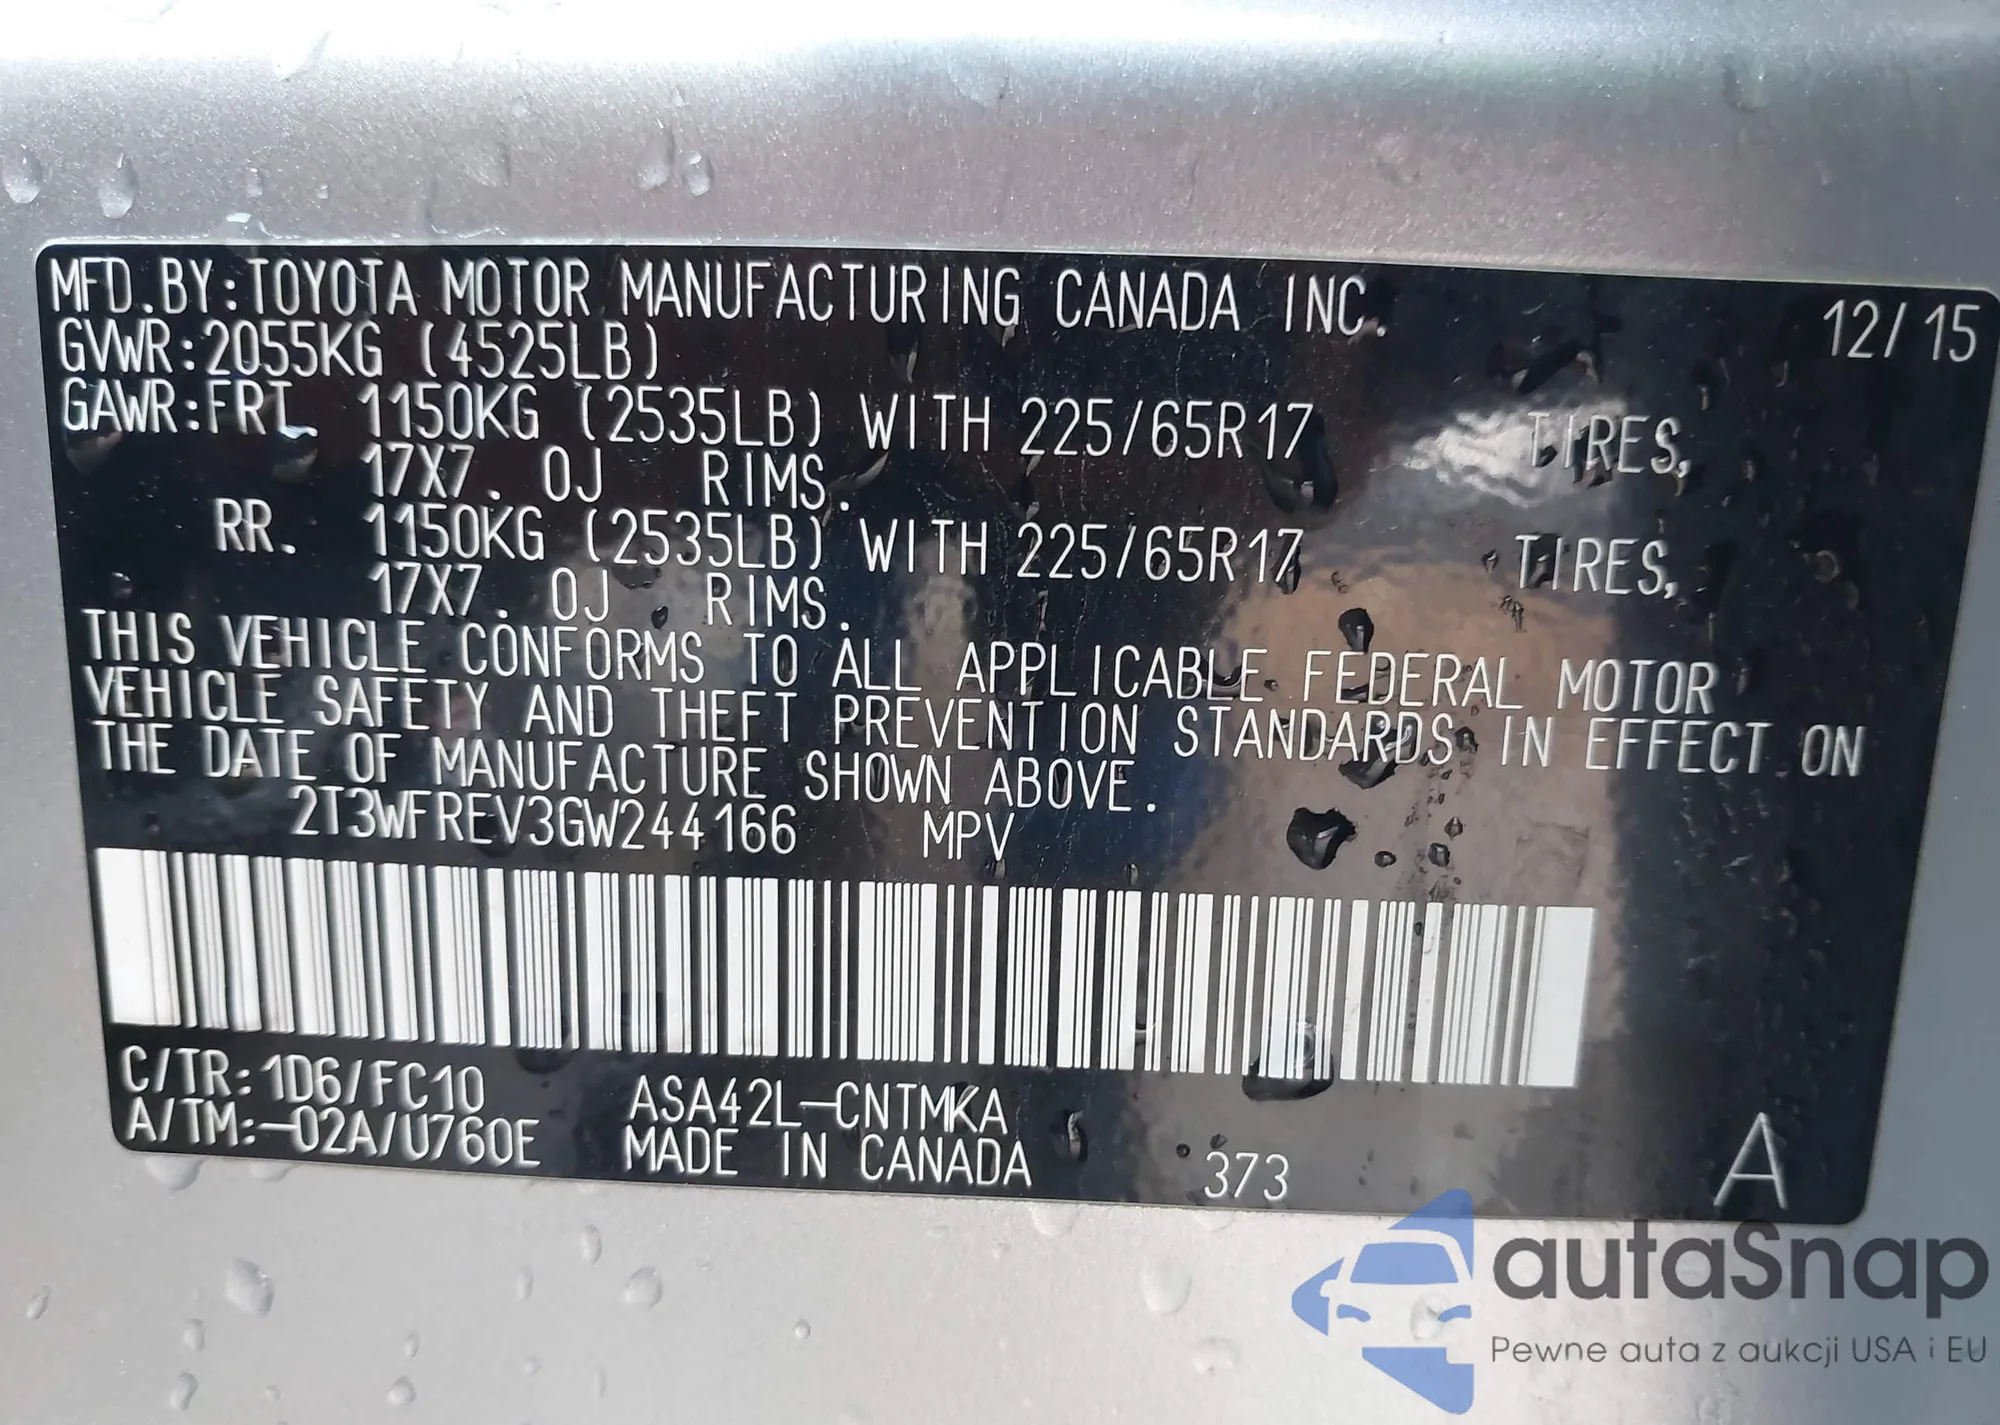 MFD.BY:TOYOTA MOTOR MANUFACTURING CANADA INC. 12/15
GVWR:2055KG (4525LB)
GAWR:FRT. 1150KG (2535LB) WITH 225/65R17 TIRES,
17X7.0J RIMS.
RR. 1150KG (2535LB) WITH 225/65R17 TIRES,
17X7.0J RIMS.
THIS VEHICLE CONFORMS TO ALL APPLICABLE FEDERAL MOTOR
VEHICLE SAFETY AND THEFT PREVENTION STANDARDS IN EFFECT ON
THE DATE OF MANUFACTURE SHOWN ABOVE.
2T3WFREV3GW244166 MPV
C/TR:1D6/FC10 ASA42L-CNTMKA
A/TM:-02A/U760E MADE IN CANADA 373 A
autaSnap
Pewne auta z aukcji USA i EU